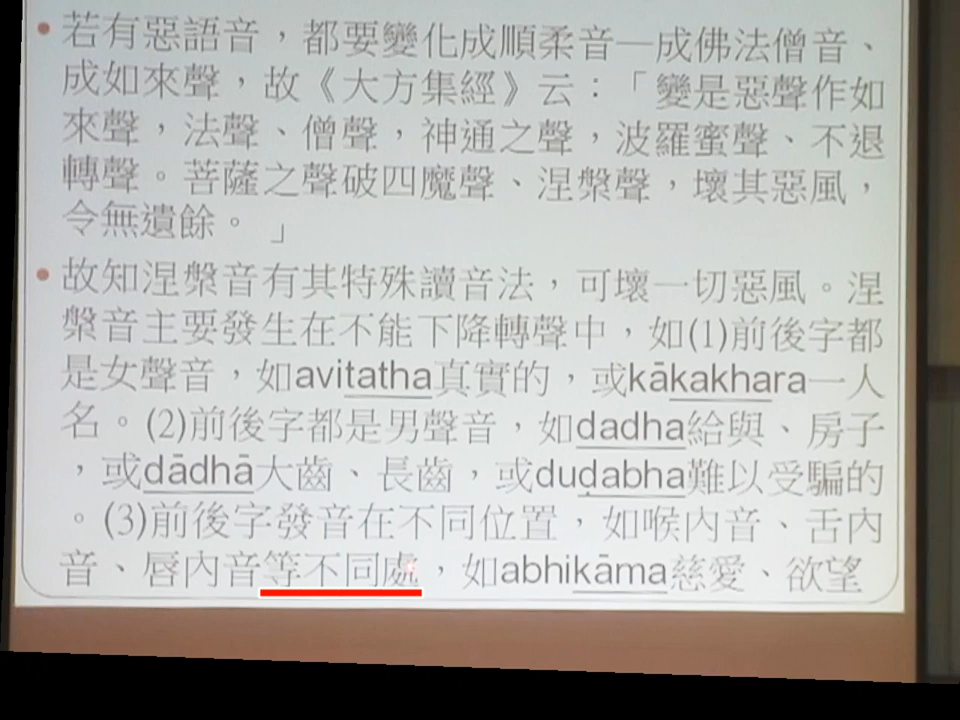 • 若有惡語音，都要變化成順柔音—成佛法僧音、
成如來聲，故《大方集經》云：「變是惡聲作如
來聲，法聲、僧聲，神通之聲，波羅蜜聲、不退
轉聲。菩薩之聲破四魔聲、涅槃聲，壞其惡風，
令無遺餘。」
• 故知涅槃音有其特殊讀音法，可壞一切惡風。涅
槃音主要發生在不能下降轉聲中，如(1)前後字都
是女聲音，如avitatha真實的，或kākakhara一人
名。(2)前後字都是男聲音，如dadha給與、房子
，或dādhā大齒、長齒，或duḍabha難以受騙的
。(3)前後字發音在不同位置，如喉內音、舌內
音、唇內音等不同處，如abhikāma慈愛、欲望